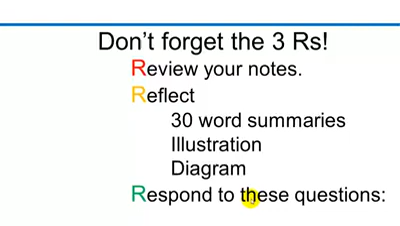 Don't forget the 3 Rs!
Review your notes.
Reflect
30 word summaries
Illustration
Diagram
Respond to these questions: